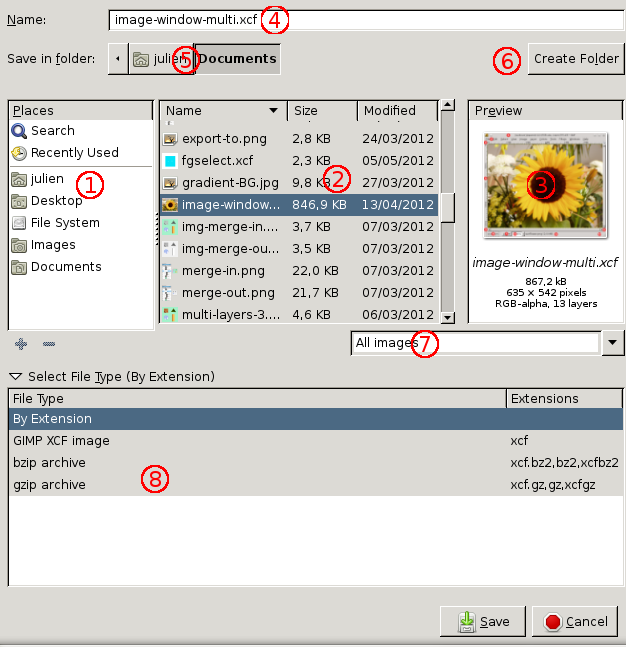 Name: image-window-multi.xcf 4
Save in folder: julien 5 Documents 6 Create Folder
Places
Search
Recently Used
julien
1
Desktop
File System
Images
Documents
Name Size Modified
export-to.png 2,8 KB 24/03/2012
fgselect.xcf 2,3 KB 05/05/2012
gradient-BG.jpg 9,8 KB 2 27/03/2012
image-window... 846,9 KB 13/04/2012
img-merge-in.... 3,7 KB 07/03/2012
img-merge-ou... 3,5 KB 07/03/2012
merge-in.png 22,0 KB 07/03/2012
merge-out.png 21,7 KB 07/03/2012
multi-layers-3.... 4,6 KB 06/03/2012
Preview
3
image-window-multi.xcf
867,2 kB
635 × 542 pixels
RGB-alpha, 13 layers
All images 7
Select File Type (By Extension)
File Type Extensions
By Extension
GIMP XCF image xcf
bzip archive xcf.bz2,bz2,xcfbz2
gzip archive 8 xcf.gz,gz,xcfgz
Save Cancel